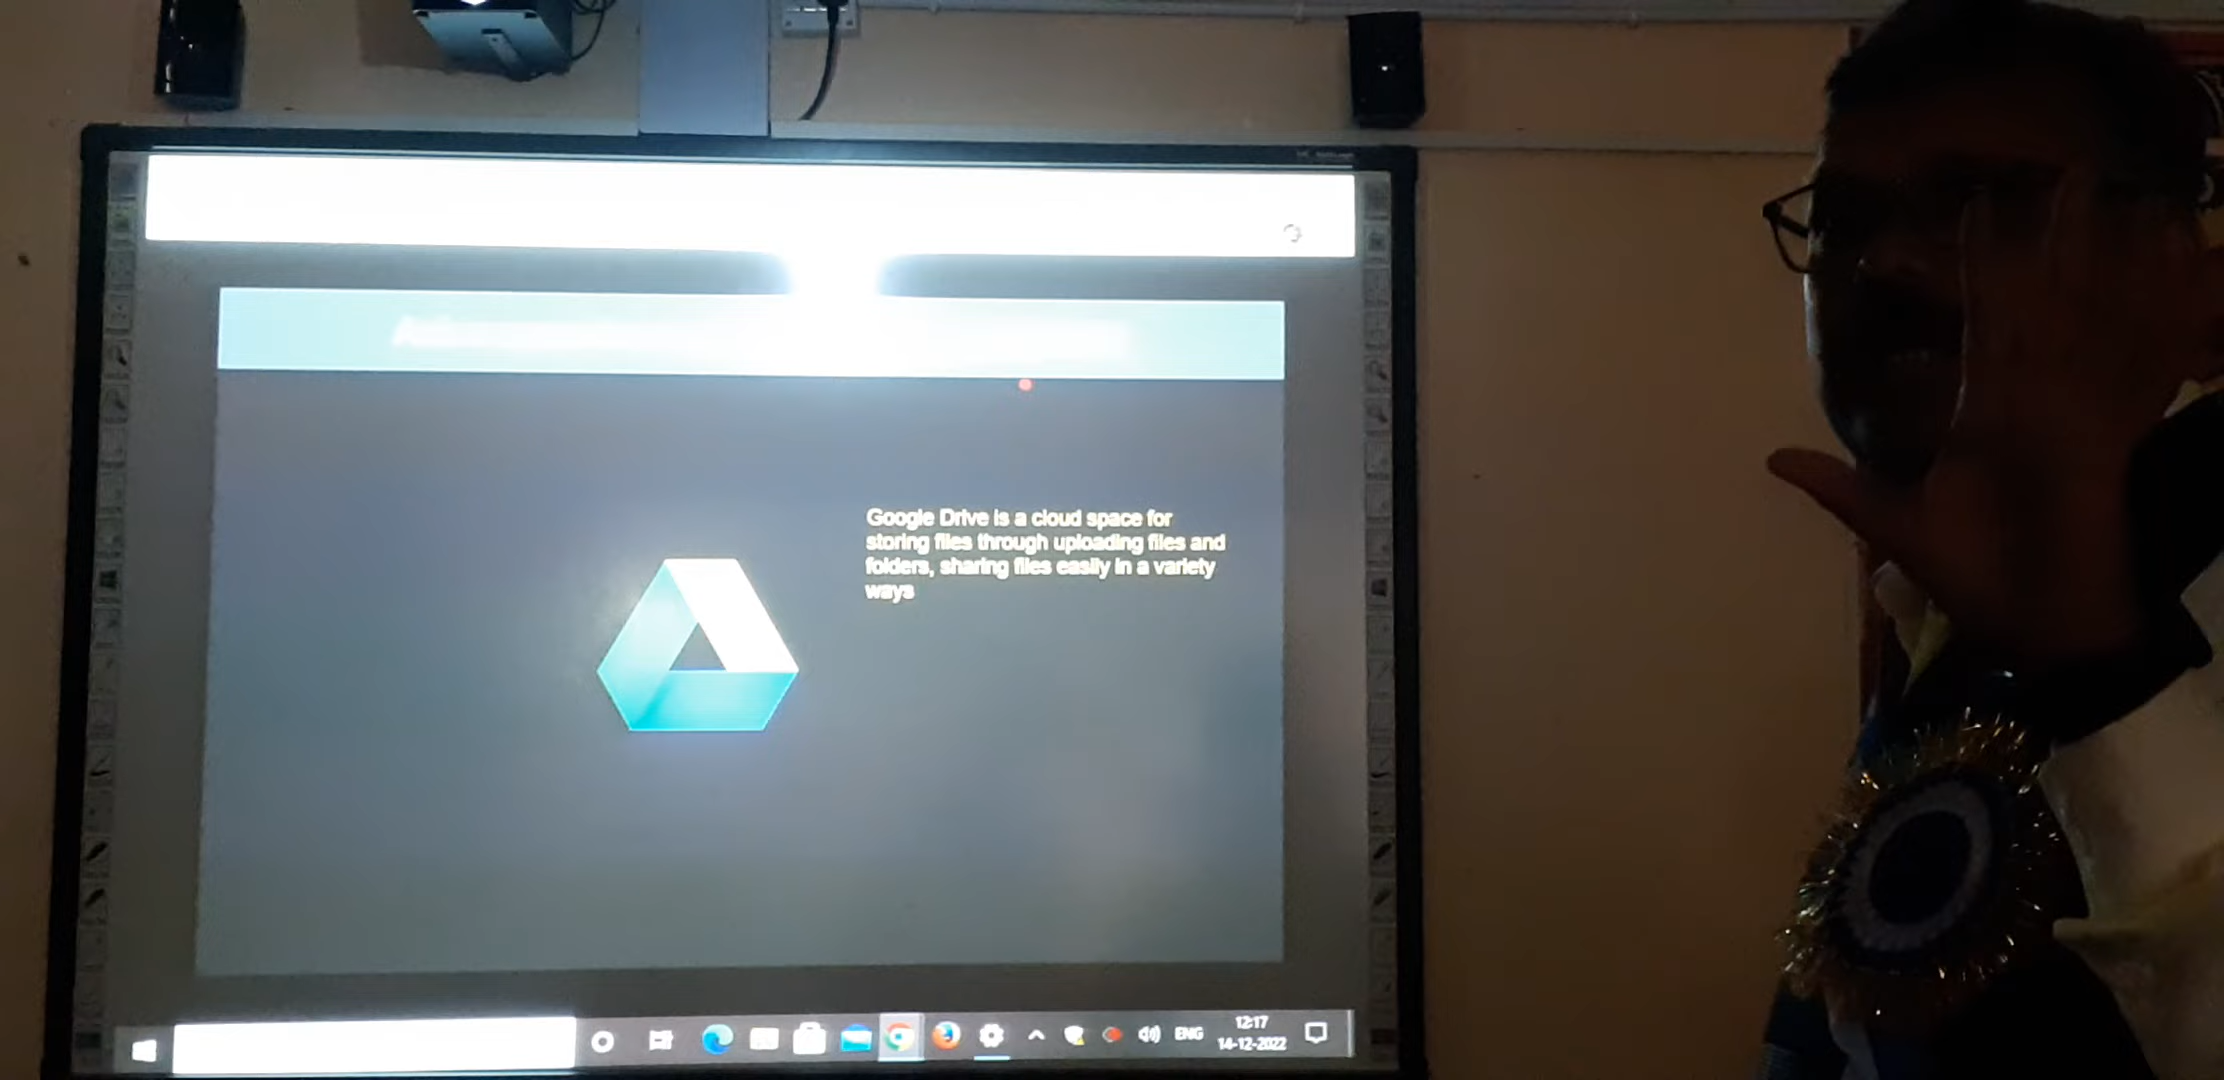 Google Drive is a cloud space for
storing files through uploading files and
folders, sharing files easily in a variety
ways
ENG
12:17
14-12-2022